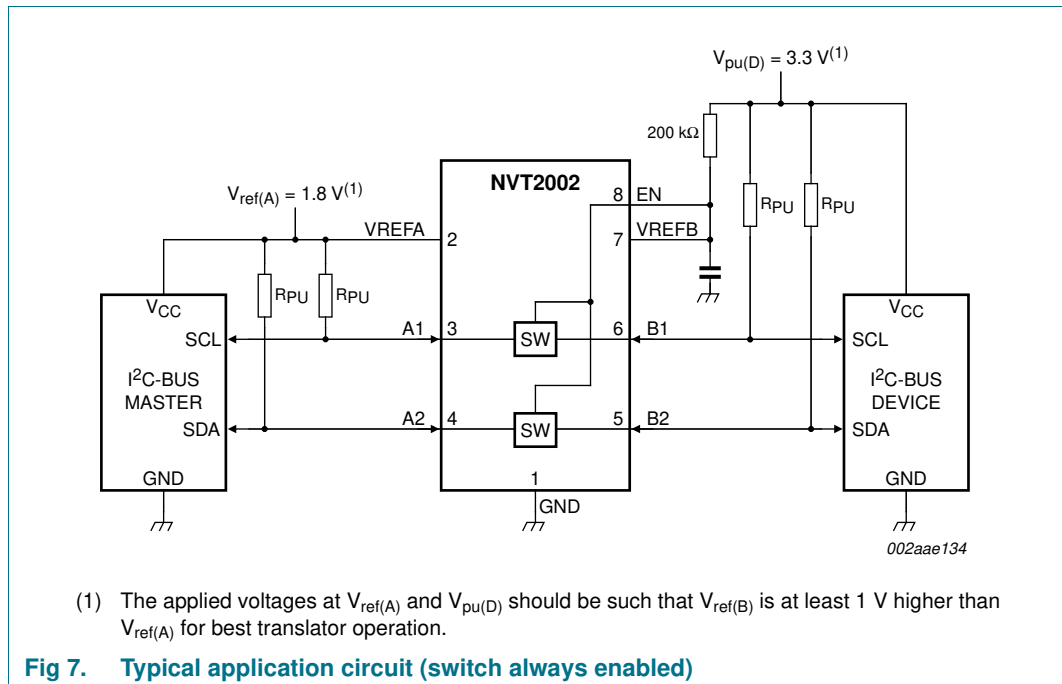 Vpu(D) = 3.3 V(1)
200 kΩ
NVT2002
Vref(A) = 1.8 V(1)
8 EN
RPU RPU
VREFA 2
7 VREFB
RPU RPU
VCC
VCC
SCL
A1 3
SW
6 B1
SCL
I2C-BUS
MASTER
I2C-BUS
DEVICE
SDA
A2 4
SW
5 B2
SDA
GND
1
GND
GND
002aae134
(1) The applied voltages at Vref(A) and Vpu(D) should be such that Vref(B) is at least 1 V higher than
Vref(A) for best translator operation.
Fig 7. Typical application circuit (switch always enabled)